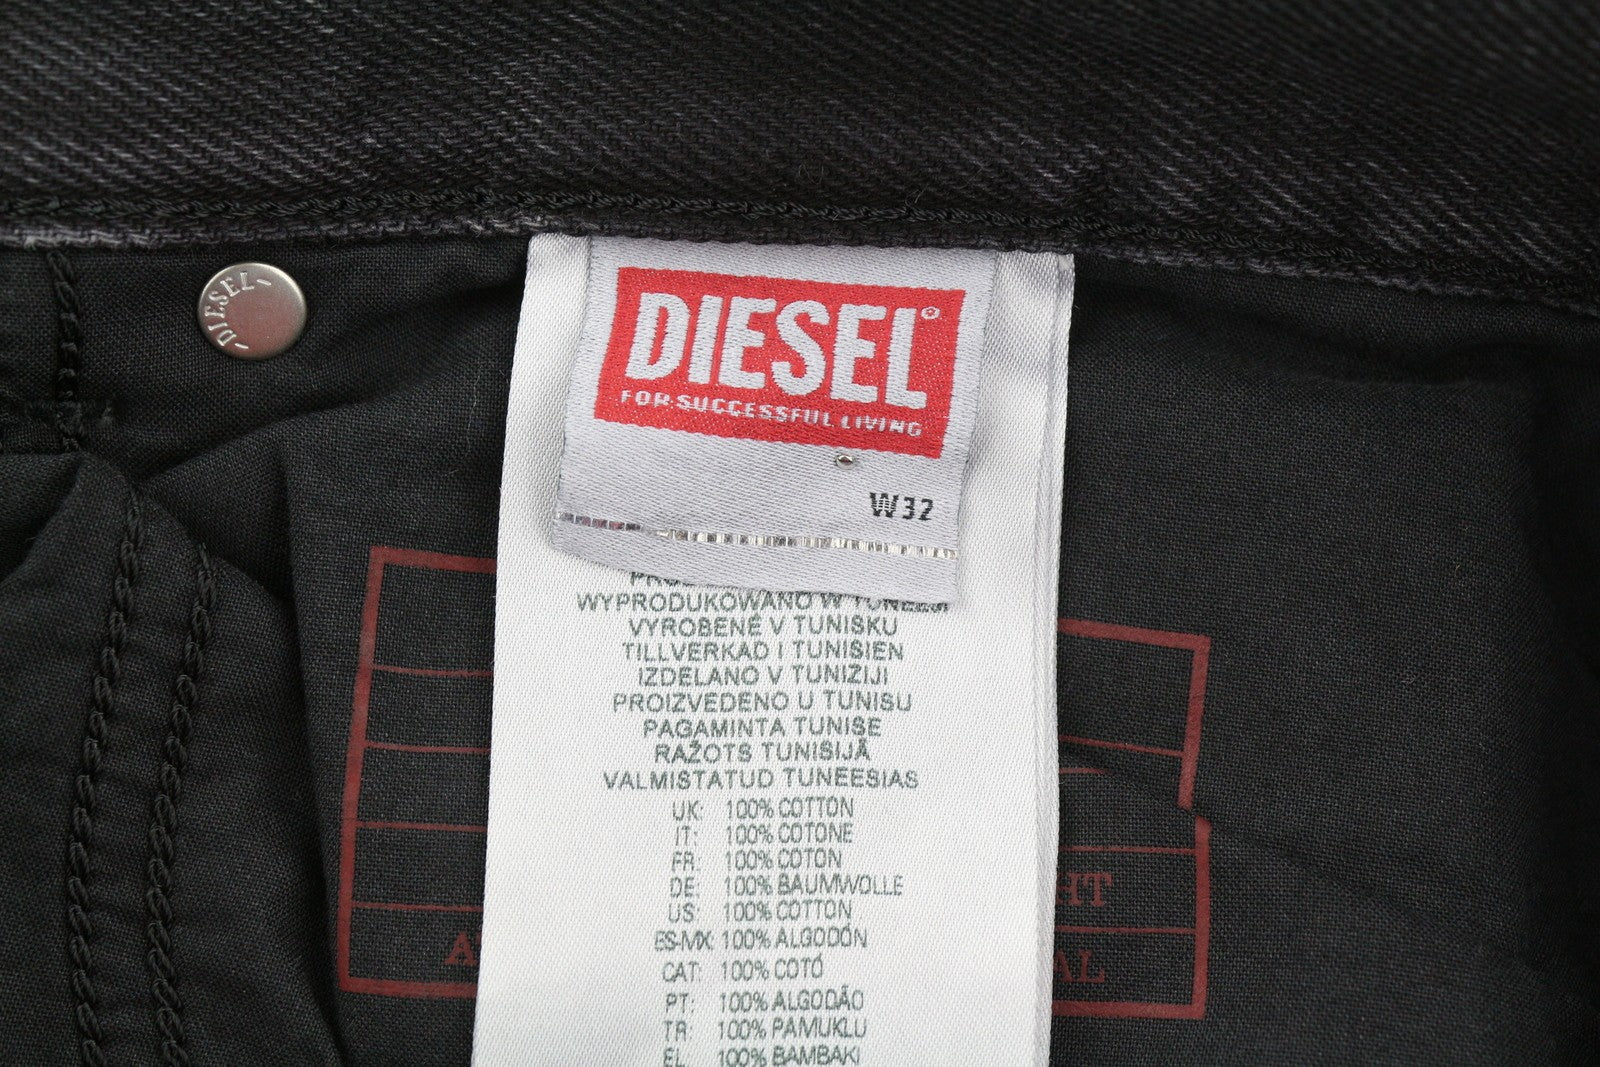 -DIESEL-
DIESEL®
FOR SUCCESSFUL LIVING
W32
WYPRODUKOWANO W TUNEZJI
VYROBENÉ V TUNISKU
TILLVERKAD I TUNISIEN
IZDELANO V TUNIZIJI
PROIZVEDENO U TUNISU
PAGAMINTA TUNISE
RAŽOTS TUNISIJĀ
VALMISTATUD TUNEESIAS
UK: 100% COTTON
IT: 100% COTONE
FR: 100% COTON
DE: 100% BAUMWOLLE
US: 100% COTTON
ES-MX: 100% ALGODÓN
CAT: 100% COTÓ
PT: 100% ALGODÃO
TR: 100% PAMUKLU
EL: 100% BAMBAKI